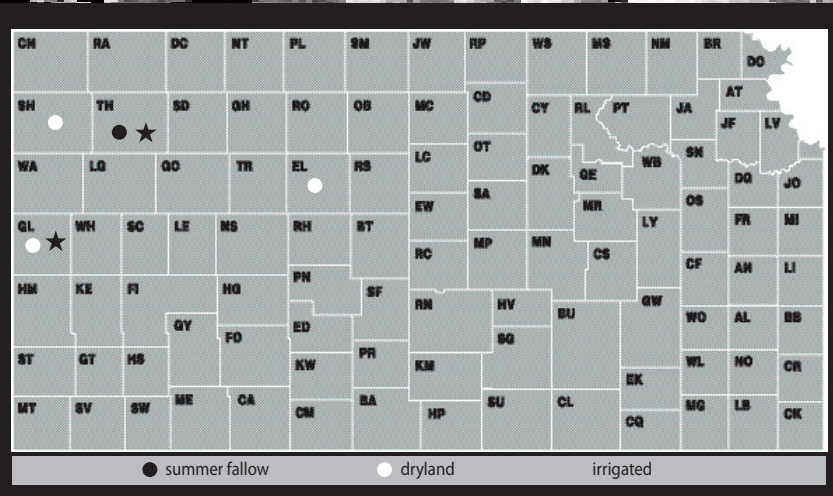 CN RA DC NT PL SM JW RP WS MS NM BR DO
SH TH SD GH RO OB MC CD CY RL PT JA AT
JF LV
WA LG GO TR EL RS LC OT DK GE WB SN
DG JO
GL WH SC LE NS RH BT EW SA MR LY OS FR MI
RC MP MN CS
HM KE FI HG PN SF CF AN LI
GY FO ED RN HV SG BU GW WO AL BB
ST GT HS KW PR KM EK WL NO CR
MT SV SW ME CA CM BA HP SU CL CQ MG LB CK
summer fallow dryland irrigated